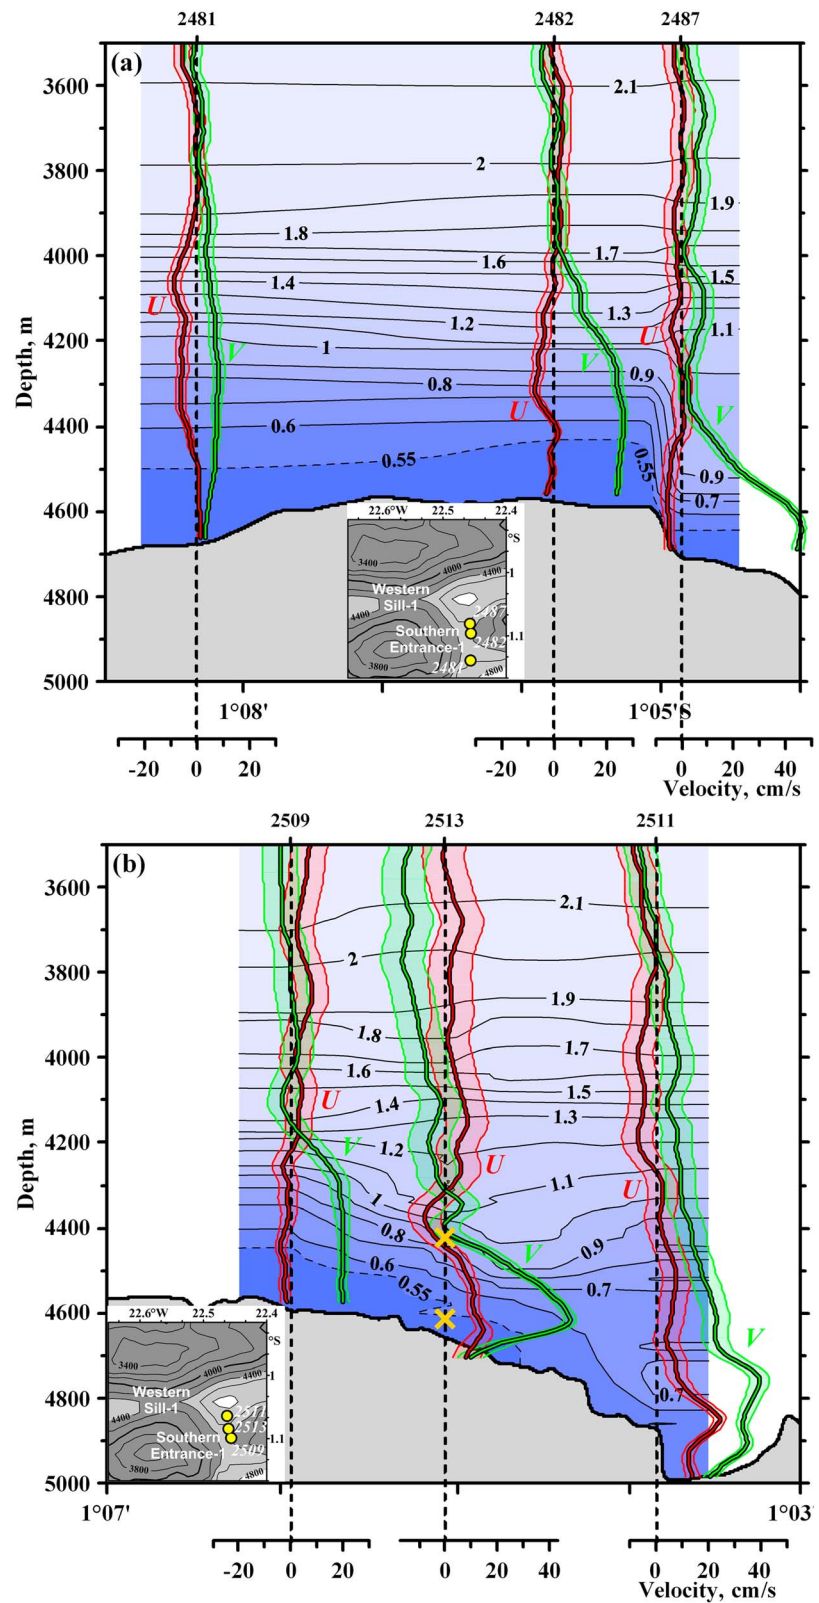 2481 2482 2487
(a)
3600
3800
4000
4200
4400
4600
4800
5000
Depth, m
2.1
2
1.9
1.8
1.7
1.6
1.5
1.4
1.3
1.2
1.1
1
0.9
0.8
0.6
0.55
0.55
0.9
0.7
U
V
U
V
U
V
22.6°W 22.5 22.4
°S
3400
4000
4400
1
Western
Sill-1
4400
2487
Southern
Entrance-1
1.1
2482
2481
3800
4800
1°08' 1°05'S
-20 0 20 -20 0 20 0 20 40
Velocity, cm/s
2509 2513 2511
(b)
3600
3800
4000
4200
4400
4600
4800
5000
Depth, m
2.1
2
1.9
1.8
1.7
1.6
1.5
1.4
1.3
1.2
1.1
1
0.9
0.8
0.7
0.6
0.55
0.7
U
V
U
V
U
V
22.6°W 22.5 22.4
°S
3400
4000
4400
1
Western
Sill-1
4400
2511
2513
Southern
Entrance-1
1.1
2509
3800
4800
1°07' 1°03'
-20 0 20 0 20 40 0 20 40
Velocity, cm/s